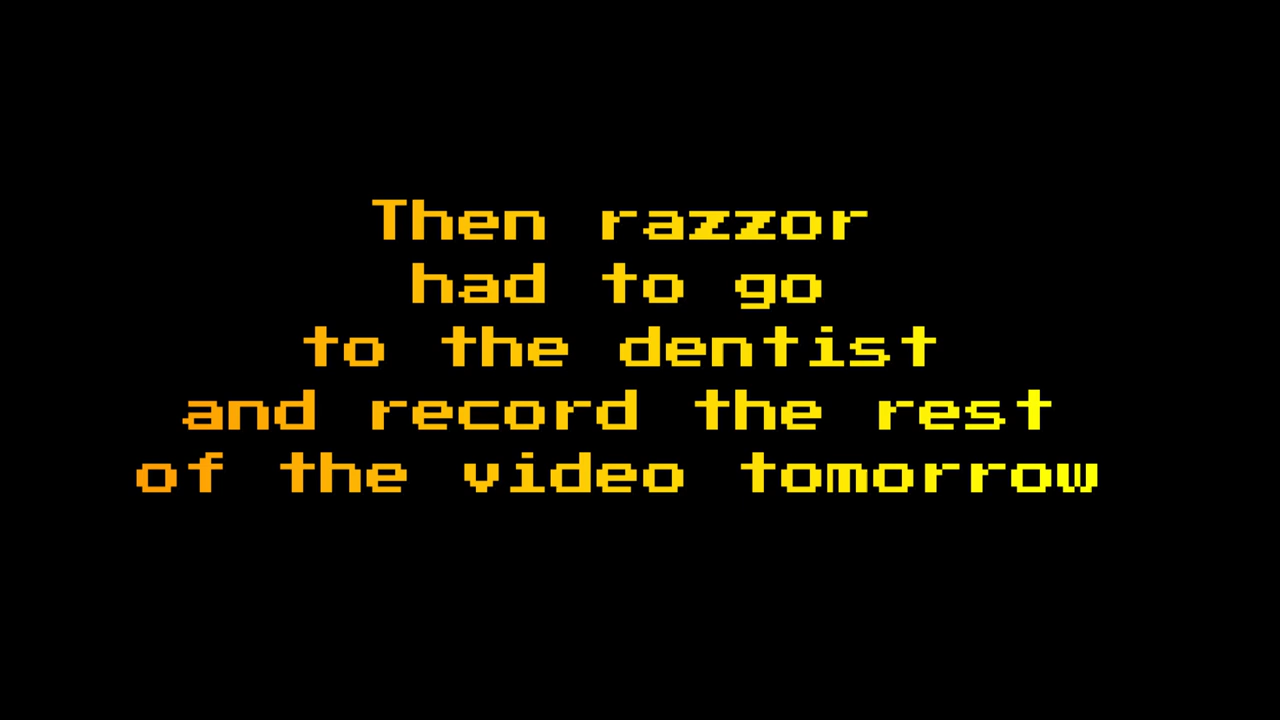 Then razzor
had to go
to the dentist
and record the rest
of the video tomorrow